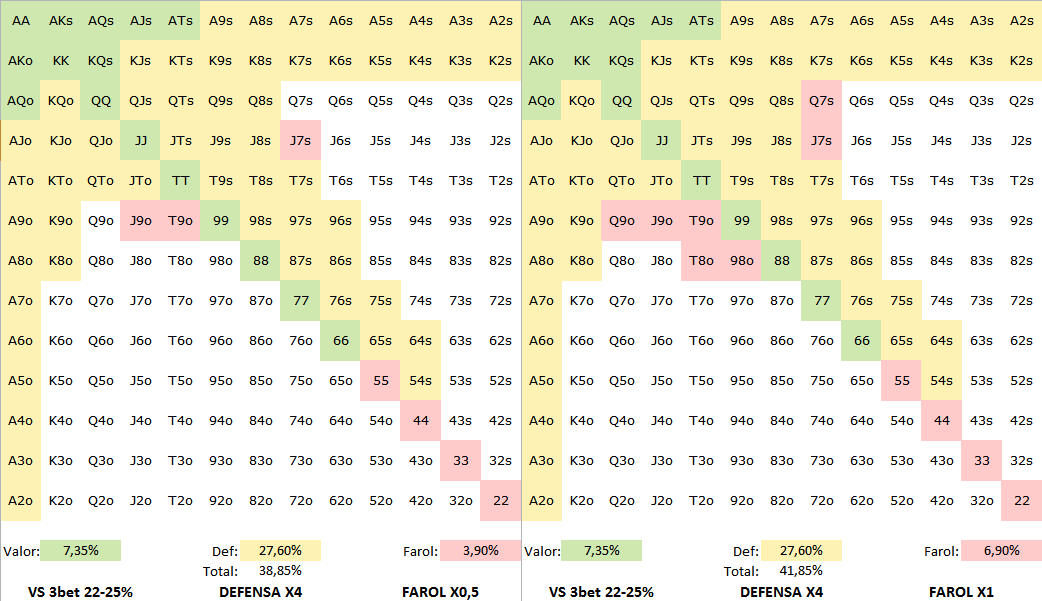 AA AKs AQs AJs ATs A9s A8s A7s A6s A5s A4s A3s A2s AA AKs AQs AJs ATs A9s A8s A7s A6s A5s A4s A3s A2s
AKo KK KQs KJs KTs K9s K8s K7s K6s K5s K4s K3s K2s AKo KK KQs KJs KTs K9s K8s K7s K6s K5s K4s K3s K2s
AQo KQo QQ QJs QTs Q9s Q8s Q7s Q6s Q5s Q4s Q3s Q2s AQo KQo QQ QJs QTs Q9s Q8s Q7s Q6s Q5s Q4s Q3s Q2s
AJo KJo QJo JJ JTs J9s J8s J7s J6s J5s J4s J3s J2s AJo KJo QJo JJ JTs J9s J8s J7s J6s J5s J4s J3s J2s
ATo KTo QTo JTo TT T9s T8s T7s T6s T5s T4s T3s T2s ATo KTo QTo JTo TT T9s T8s T7s T6s T5s T4s T3s T2s
A9o K9o Q9o J9o T9o 99 98s 97s 96s 95s 94s 93s 92s A9o K9o Q9o J9o T9o 99 98s 97s 96s 95s 94s 93s 92s
A8o K8o Q8o J8o T8o 98o 88 87s 86s 85s 84s 83s 82s A8o K8o Q8o J8o T8o 98o 88 87s 86s 85s 84s 83s 82s
A7o K7o Q7o J7o T7o 97o 87o 77 76s 75s 74s 73s 72s A7o K7o Q7o J7o T7o 97o 87o 77 76s 75s 74s 73s 72s
A6o K6o Q6o J6o T6o 96o 86o 76o 66 65s 64s 63s 62s A6o K6o Q6o J6o T6o 96o 86o 76o 66 65s 64s 63s 62s
A5o K5o Q5o J5o T5o 95o 85o 75o 65o 55 54s 53s 52s A5o K5o Q5o J5o T5o 95o 85o 75o 65o 55 54s 53s 52s
A4o K4o Q4o J4o T4o 94o 84o 74o 64o 54o 44 43s 42s A4o K4o Q4o J4o T4o 94o 84o 74o 64o 54o 44 43s 42s
A3o K3o Q3o J3o T3o 93o 83o 73o 63o 53o 43o 33 32s A3o K3o Q3o J3o T3o 93o 83o 73o 63o 53o 43o 33 32s
A2o K2o Q2o J2o T2o 92o 82o 72o 62o 52o 42o 32o 22 A2o K2o Q2o J2o T2o 92o 82o 72o 62o 52o 42o 32o 22
Valor: 7,35% Def: 27,60% Farol: 3,90% Valor: 7,35% Def: 27,60% Farol: 6,90%
Total: 38,85% Total: 41,85%
VS 3bet 22-25% DEFENSA X4 FAROL X0,5 VS 3bet 22-25% DEFENSA X4 FAROL X1